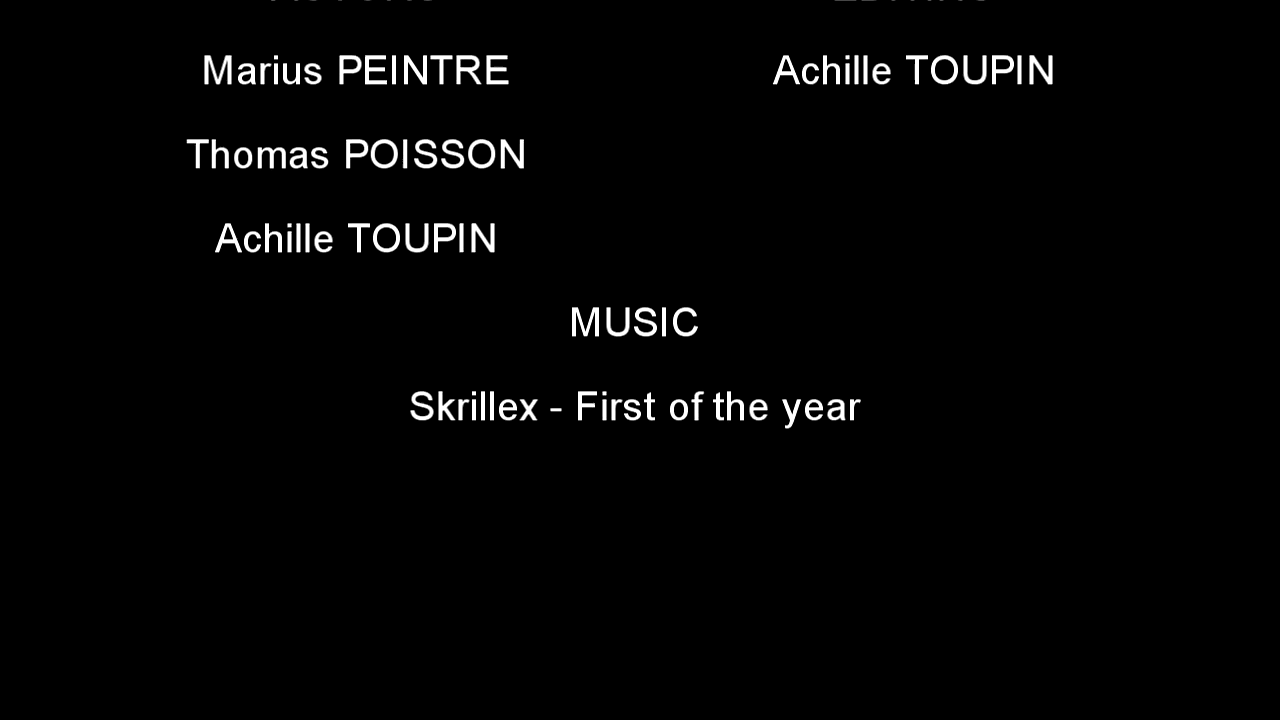 Marius PEINTRE
Achille TOUPIN
Thomas POISSON
Achille TOUPIN
MUSIC
Skrillex - First of the year